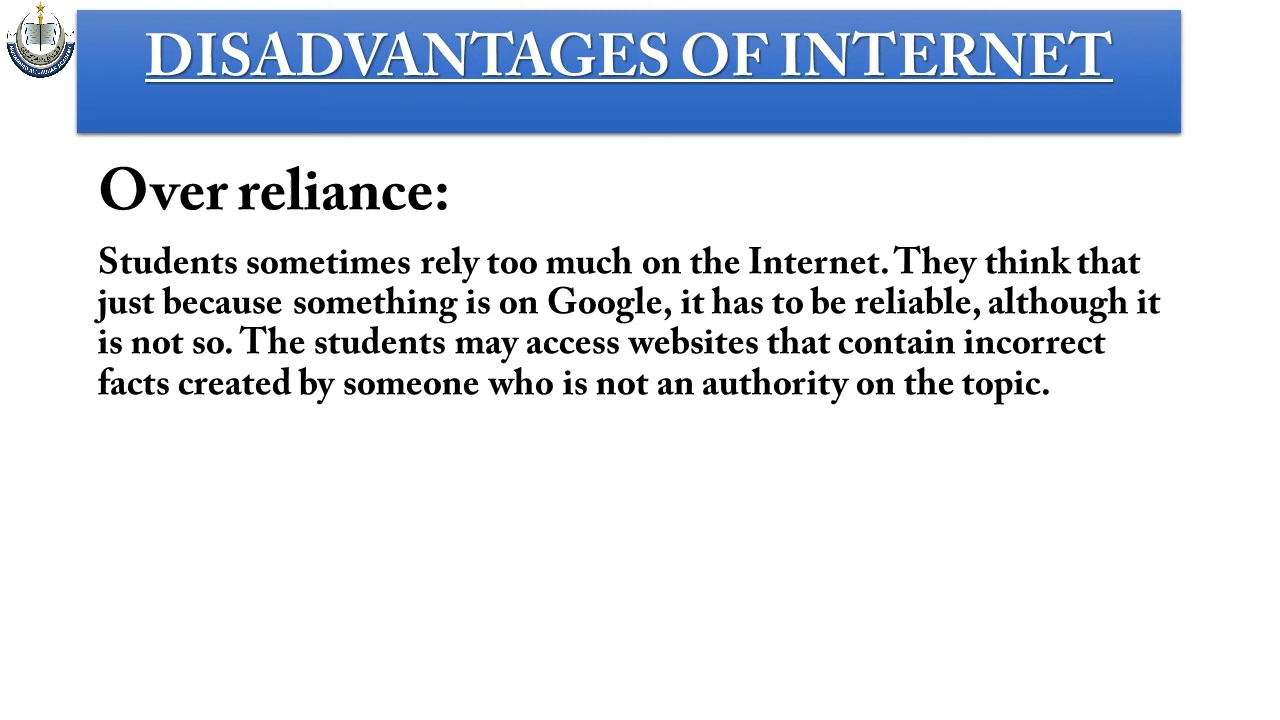 DISADVANTAGES OF INTERNET
Over reliance:
Students sometimes rely too much on the Internet. They think that
just because something is on Google, it has to be reliable, although it
is not so. The students may access websites that contain incorrect
facts created by someone who is not an authority on the topic.